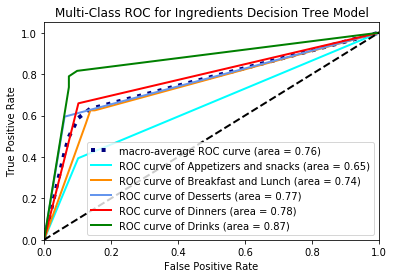 Multi-Class ROC for Ingredients Decision Tree Model
True Positive Rate
1.0
0.8
0.6
0.4
0.2
0.0
macro-average ROC curve (area = 0.76)
ROC curve of Appetizers and snacks (area = 0.65)
ROC curve of Breakfast and Lunch (area = 0.74)
ROC curve of Desserts (area = 0.77)
ROC curve of Dinners (area = 0.78)
ROC curve of Drinks (area = 0.87)
0.0 0.2 0.4 0.6 0.8 1.0
False Positive Rate